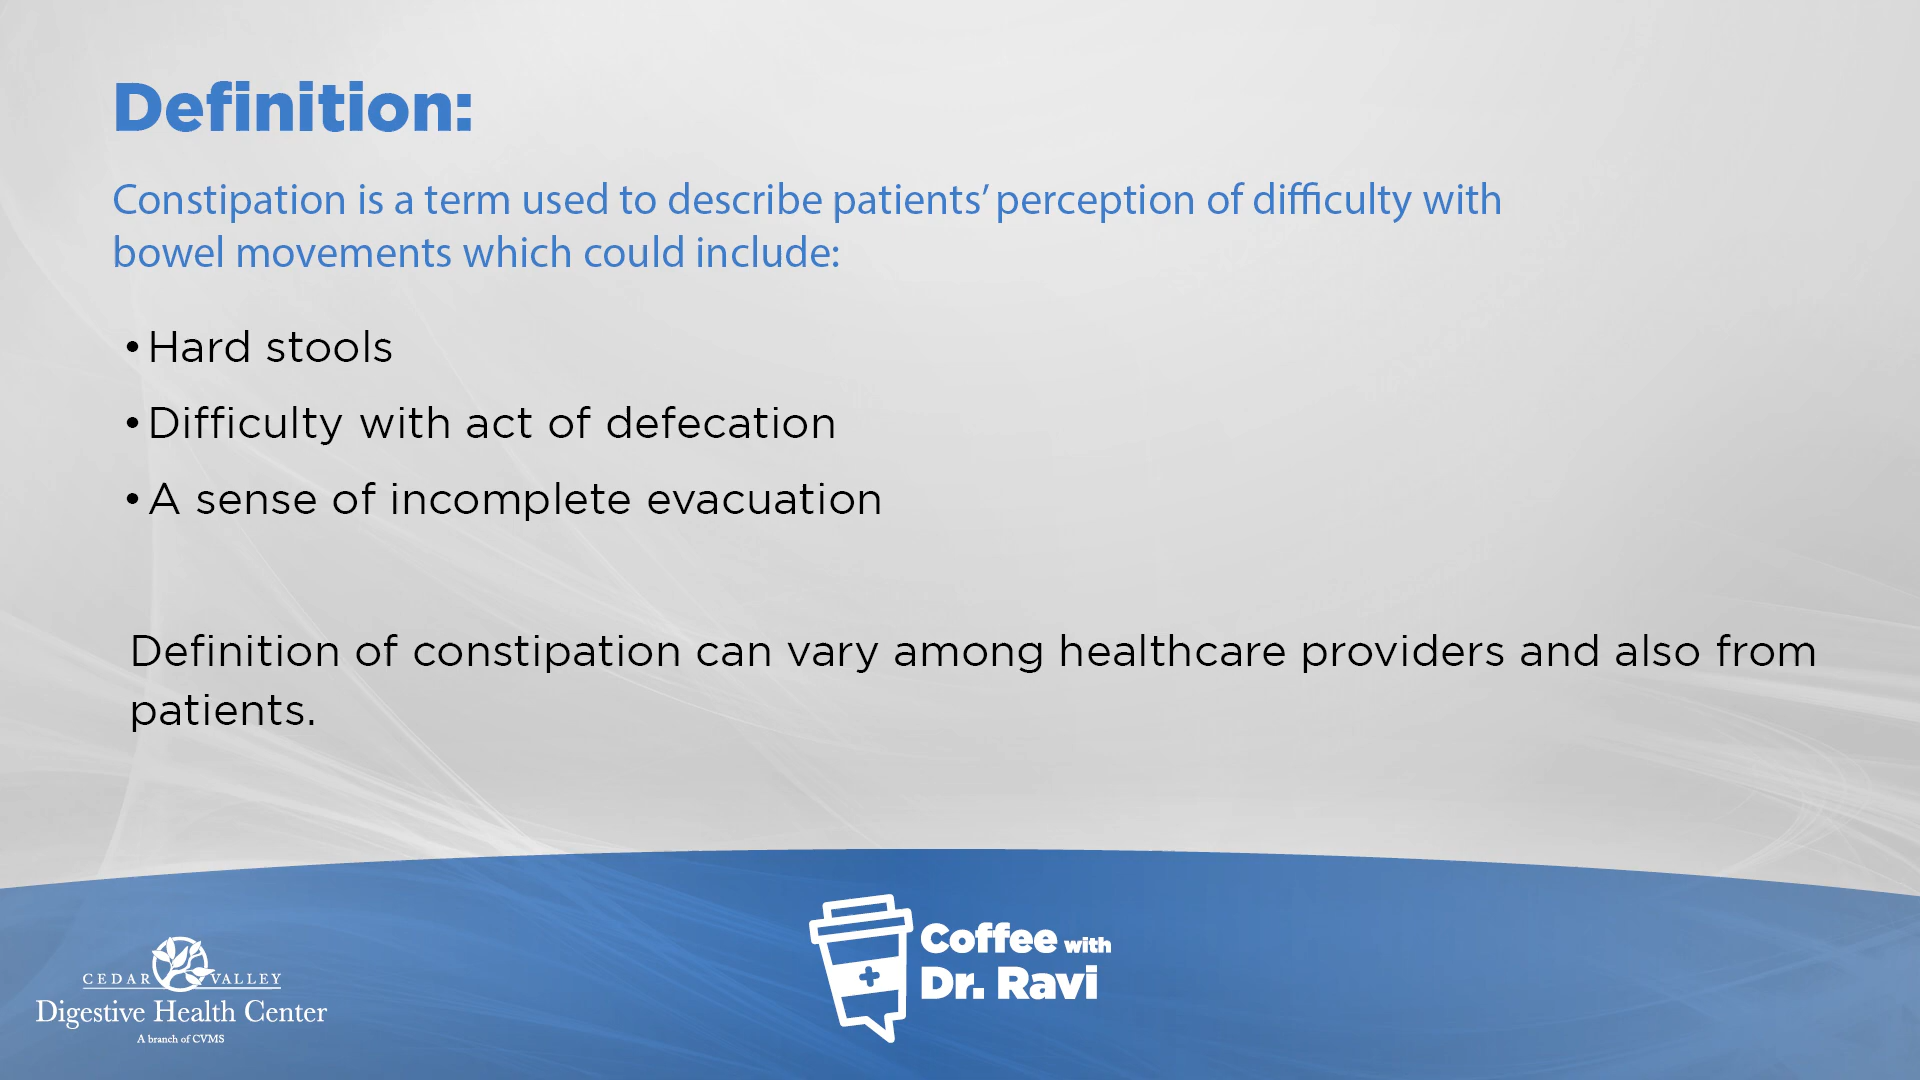 Definition:
Constipation is a term used to describe patients’ perception of difficulty with
bowel movements which could include:
•Hard stools
•Difficulty with act of defecation
•A sense of incomplete evacuation
Definition of constipation can vary among healthcare providers and also from
patients.
CEDAR VALLEY
Digestive Health Center
A branch of CVMS
Coffee with
Dr. Ravi